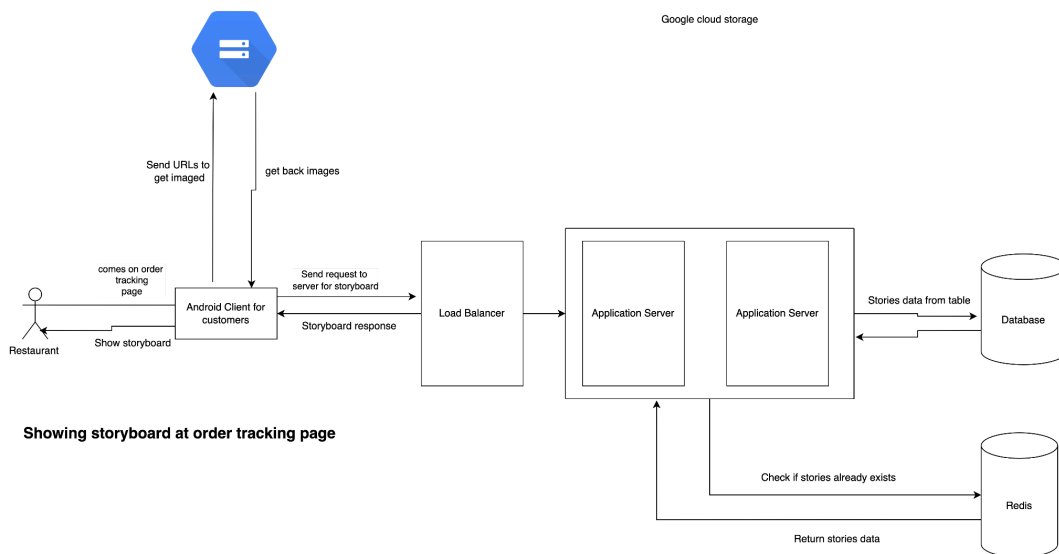 Google cloud storage
Send URLs to
get imaged
get back images
comes on order
tracking
page
Send request to
server for storyboard
Android Client for
customers
Storyboard response
Load Balancer
Application Server
Application Server
Stories data from table
Database
Show storyboard
Restaurant
Showing storyboard at order tracking page
Check if stories already exists
Redis
Return stories data